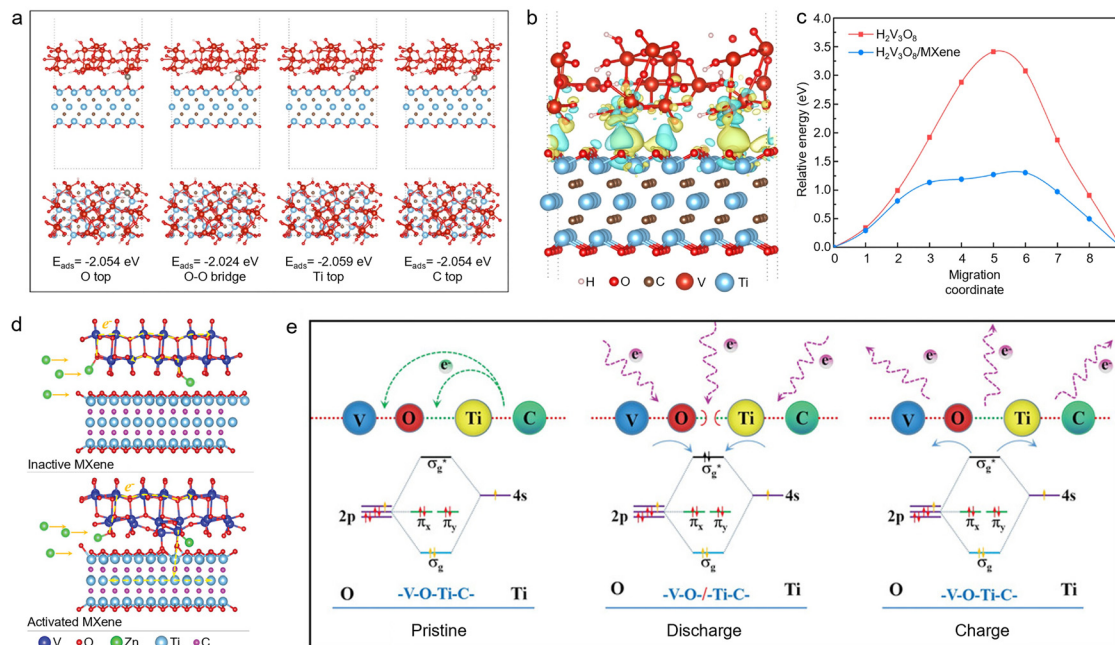 a
E_ads= -2.054 eV
O top
E_ads= -2.024 eV
O-O bridge
E_ads= -2.059 eV
Ti top
E_ads= -2.054 eV
C top
b
H O C V Ti
c
Relative energy (eV)
4.0
3.5
3.0
2.5
2.0
1.5
1.0
0.5
0.0
H₂V₃O₈
H₂V₃O₈/MXene
0 1 2 3 4 5 6 7 8
Migration
coordinate
d
e⁻
Inactive MXene
e⁻
Activated MXene
V O Zn Ti C
e
e⁻
V O Ti C
σg*
2p πx πy 4s
σg
O -V-O-Ti-C- Ti
Pristine
e⁻ e⁻ e⁻
V O Ti C
σg*
2p πx πy 4s
σg
O -V-O-/-Ti-C- Ti
Discharge
e⁻ e⁻ e⁻
V O Ti C
σg*
2p πx πy 4s
σg
O -V-O-Ti-C- Ti
Charge